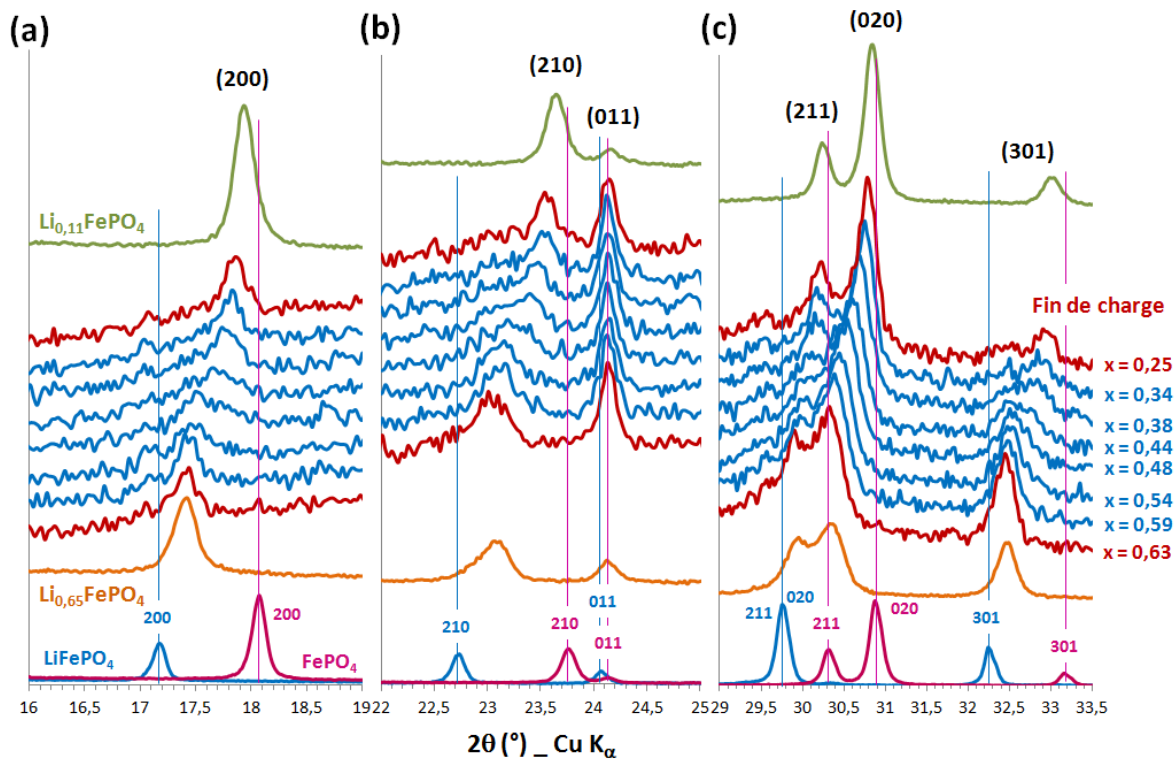 (a)
(200)
Li0,11FePO4
Li0,65FePO4
200
200
LiFePO4
FePO4
16
16,5
17
17,5
18
18,5
19
(b)
(210)
(011)
011
210
210
011
22
22,5
23
23,5
24
24,5
25
(c)
(020)
(211)
(301)
Fin de charge
x = 0,25
x = 0,34
x = 0,38
x = 0,44
x = 0,48
x = 0,54
x = 0,59
x = 0,63
211
020
211
020
301
301
29
29,5
30
30,5
31
31,5
32
32,5
33
33,5
2θ (°) _ Cu Kα